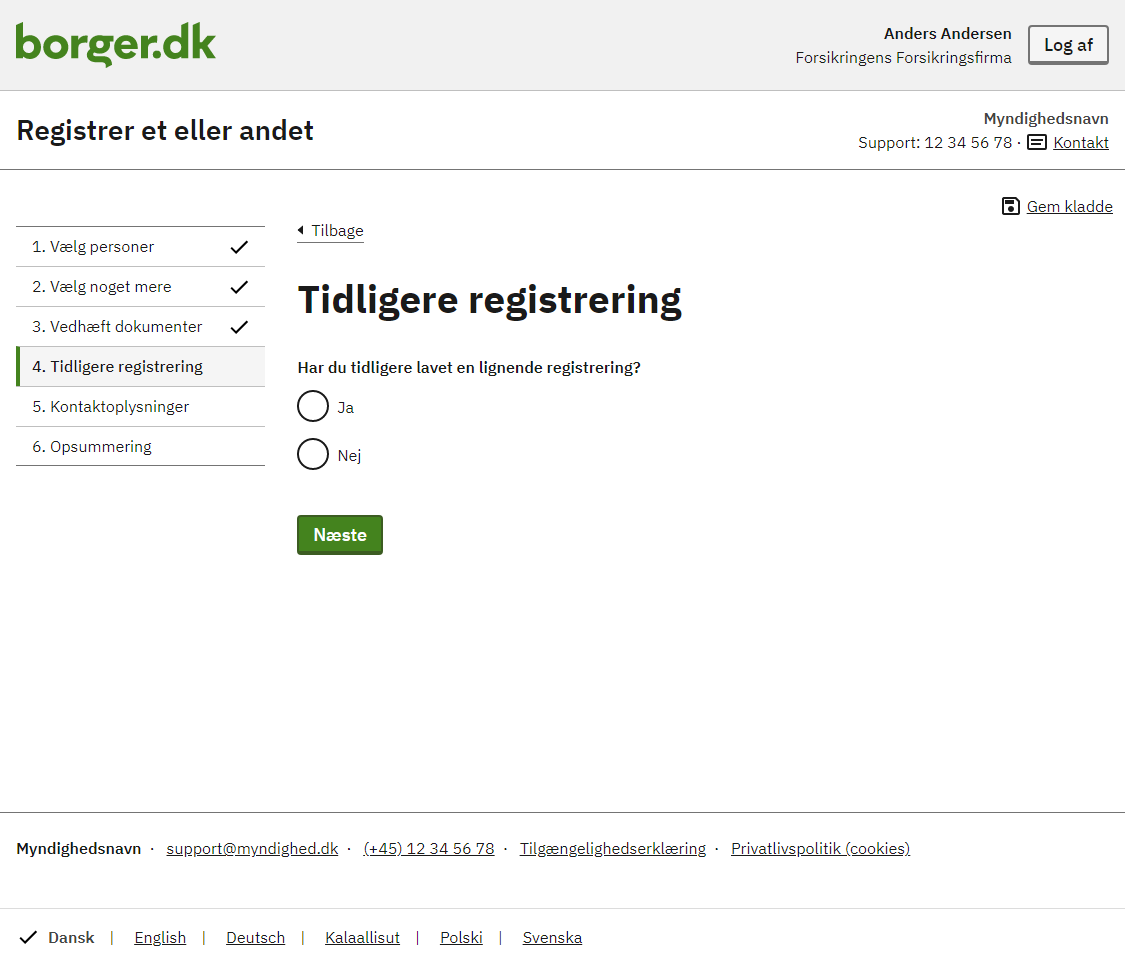 borger.dk
Anders Andersen
Forsikringens Forsikringsfirma
Log af
Registrer et eller andet
Myndighedsnavn
Support: 12 34 56 78 · Kontakt
Gem kladde
1. Vælg personer
2. Vælg noget mere
3. Vedhæft dokumenter
4. Tidligere registrering
5. Kontaktoplysninger
6. Opsummering
Tilbage
Tidligere registrering
Har du tidligere lavet en lignende registrering?
Ja
Nej
Næste
Myndighedsnavn · support@myndighed.dk · (+45) 12 34 56 78 · Tilgængelighedserklæring · Privatlivspolitik (cookies)
Dansk | English | Deutsch | Kalaallisut | Polski | Svenska